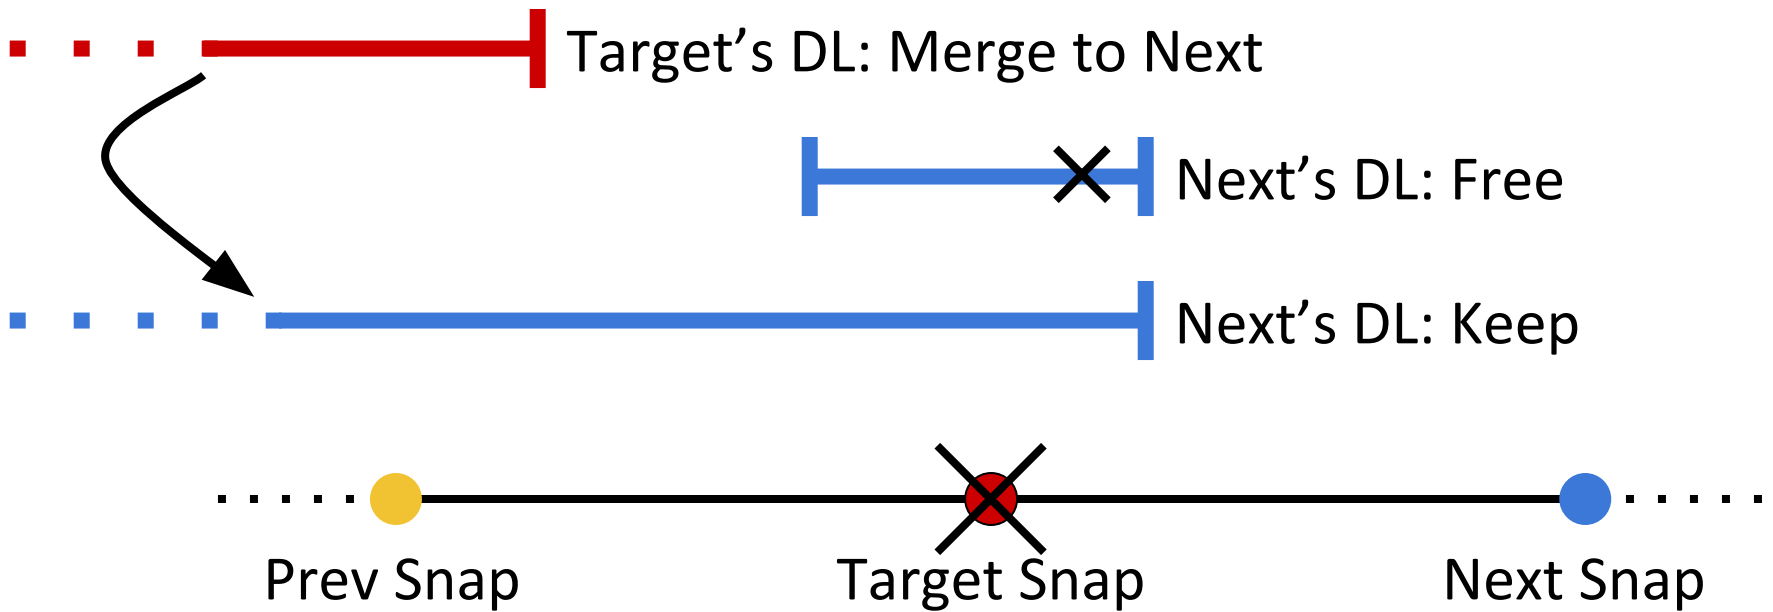 Target’s DL: Merge to Next
Next’s DL: Free
Next’s DL: Keep
Prev Snap
Target Snap
Next Snap